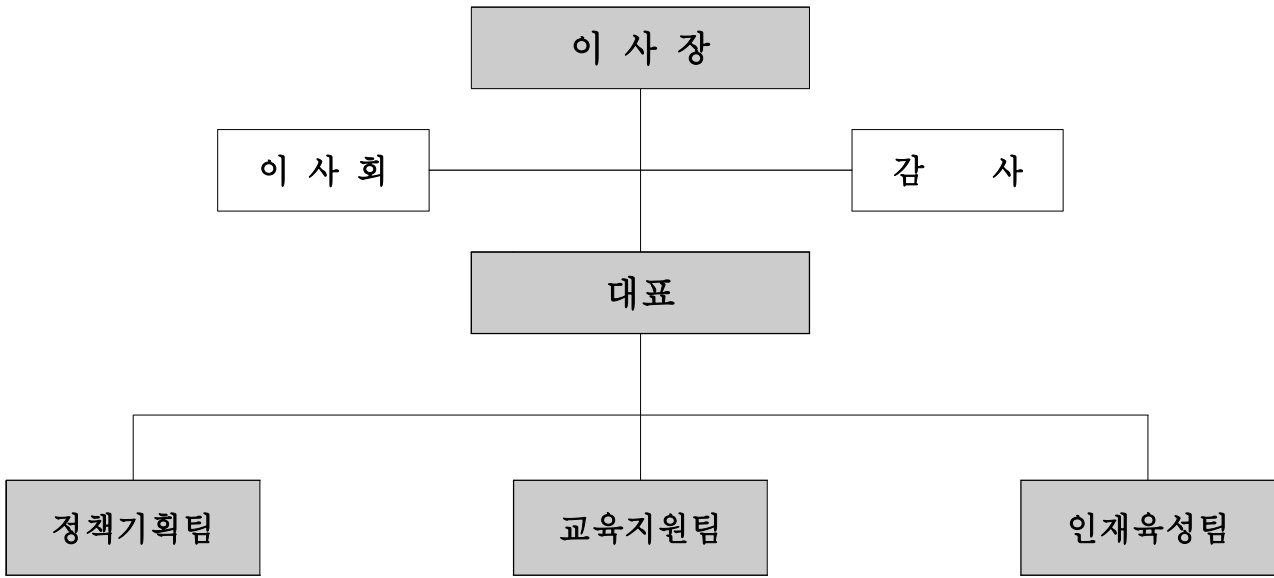 이 사 장
이 사 회
감 사
대표
정책기획팀
교육지원팀
인재육성팀